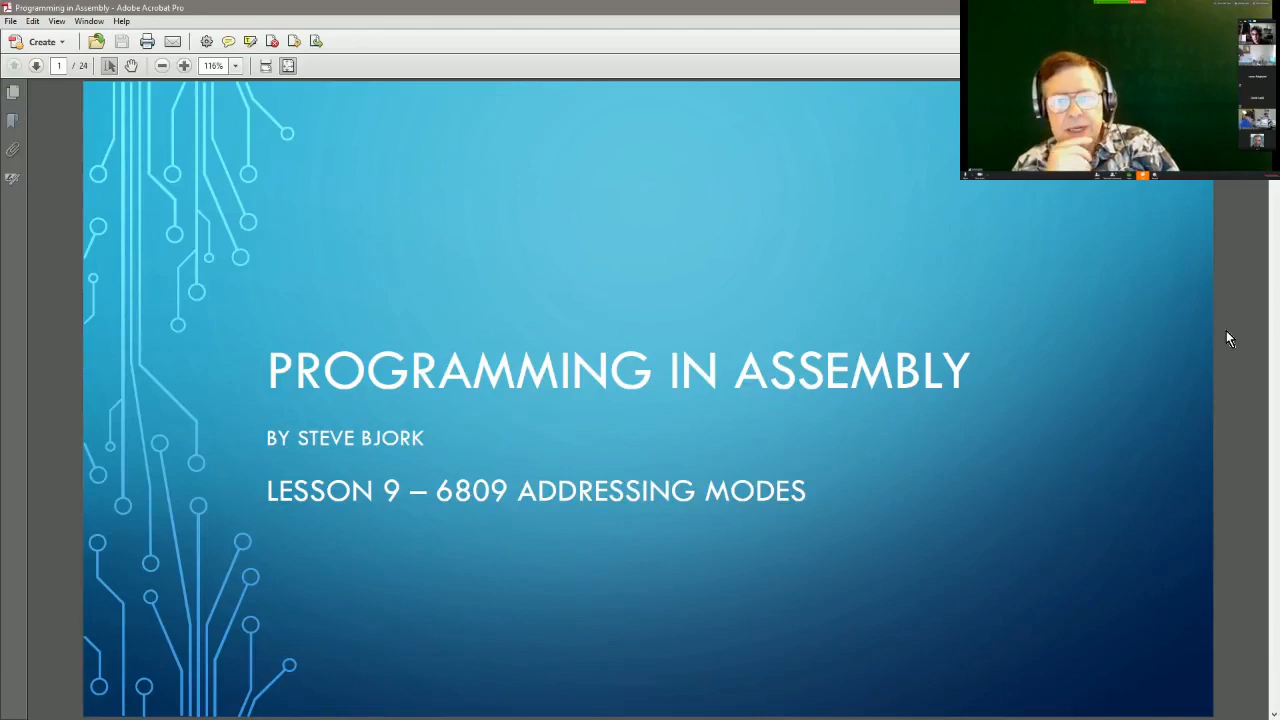 Programming in Assembly - Adobe Acrobat Pro
File Edit View Window Help
Create
1 / 24
116%
PROGRAMMING IN ASSEMBLY
BY STEVE BJORK
LESSON 9 – 6809 ADDRESSING MODES